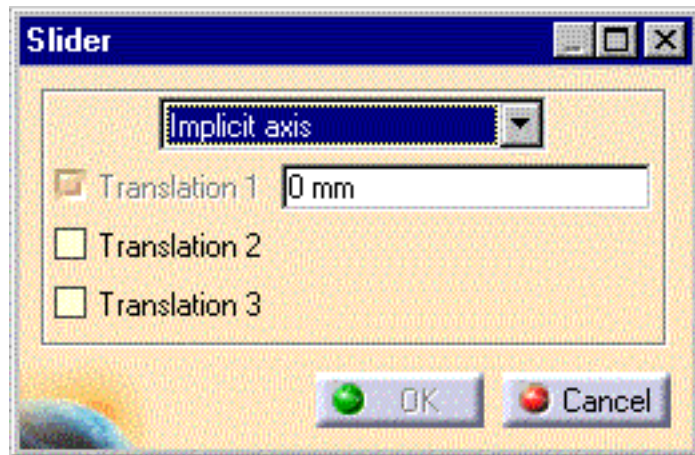 Slider
Implicit axis
Translation 1 0 mm
Translation 2
Translation 3
OK Cancel